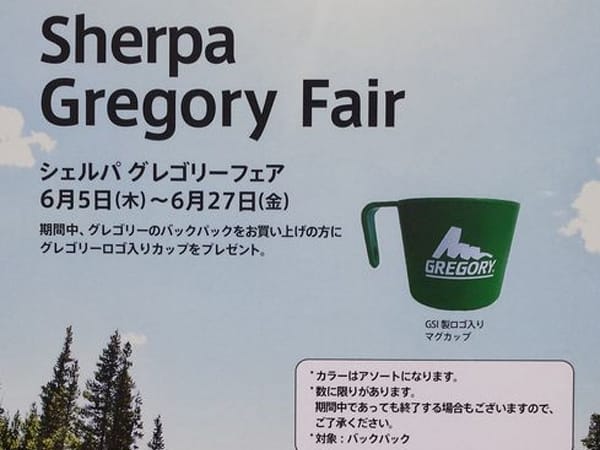 Sherpa
Gregory Fair
シェルパ グレゴリーフェア
6月5日(木)～6月27日(金)
期間中、グレゴリーのバックパックをお買い上げの方に
グレゴリーロゴ入りカップをプレゼント。
GREGORY
GSI 製ロゴ入り
マグカップ
*カラーはアソートになります。
*数に限りがあります。
期間中であっても終了する場合もございますので、
ご了承ください。
*対象：バックパック